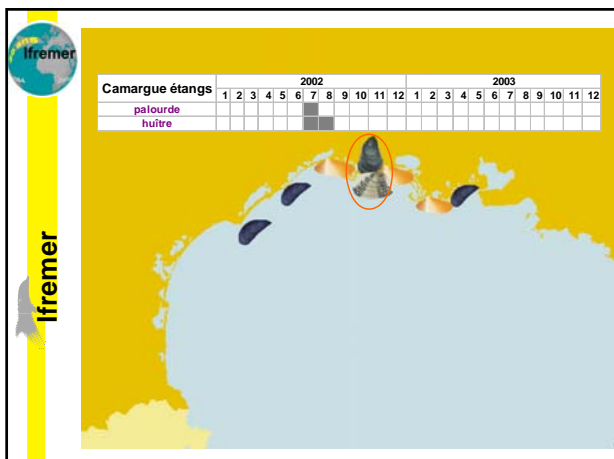 Ifremer
Camargue étangs 2002 2003
1 2 3 4 5 6 7 8 9 10 11 12 1 2 3 4 5 6 7 8 9 10 11 12
palourde
huître
Ifremer